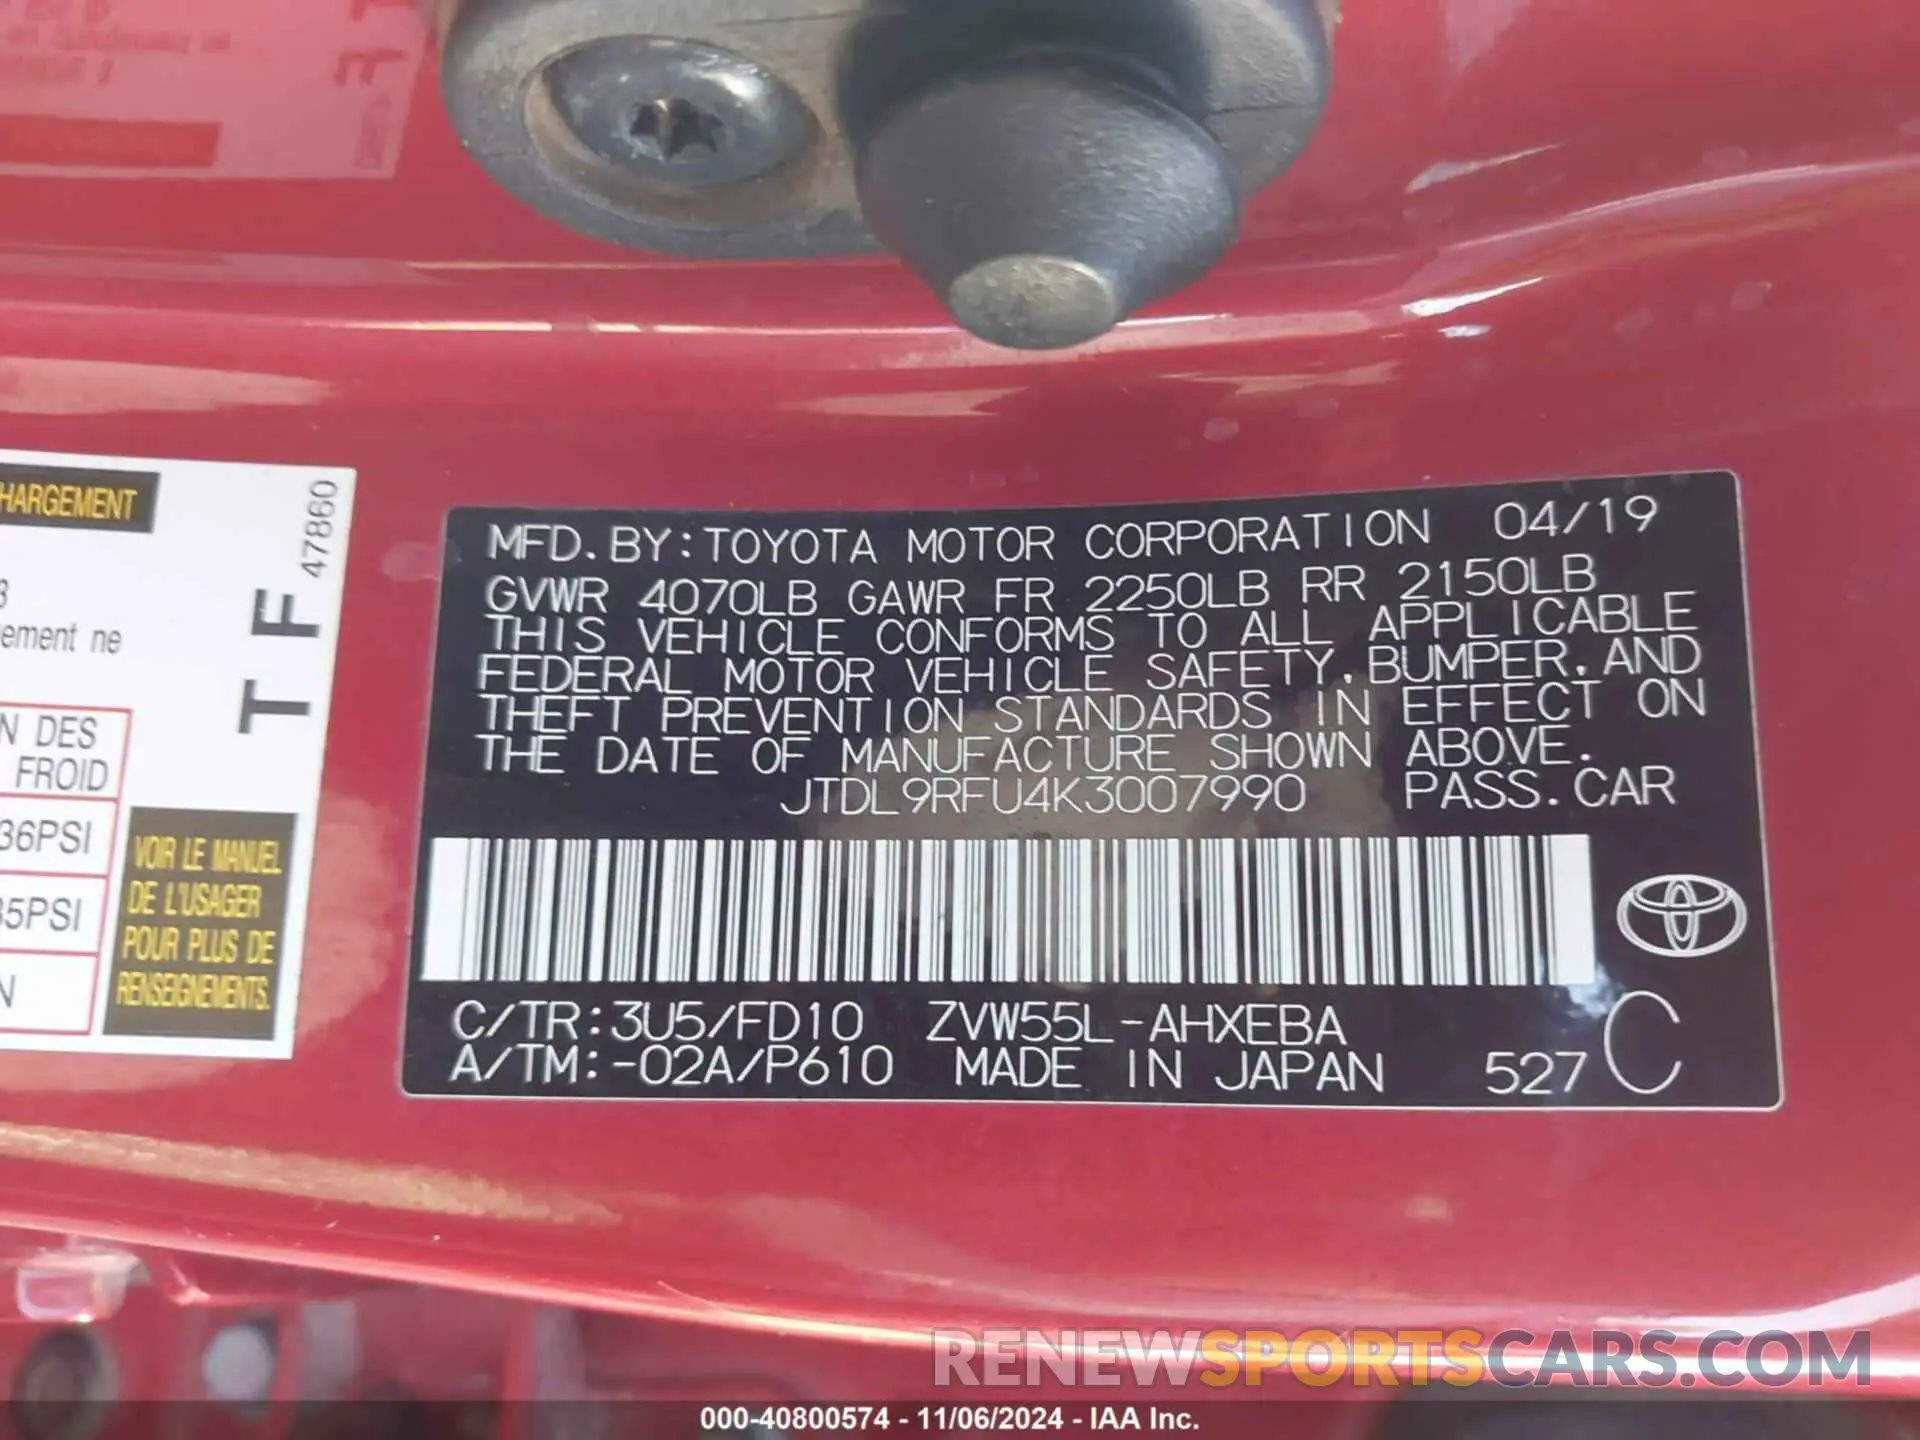 HARGEMENT
47860
T F
3
ement ne
N DES
FROID
36PSI
35PSI
N
VOIR LE MANUEL
DE L'USAGER
POUR PLUS DE
RENSEIGNEMENTS.
MFD. BY: TOYOTA MOTOR CORPORATION 04/19
GVWR 4070LB GAWR FR 2250LB RR 2150LB
THIS VEHICLE CONFORMS TO ALL APPLICABLE
FEDERAL MOTOR VEHICLE SAFETY, BUMPER, AND
THEFT PREVENTION STANDARDS IN EFFECT ON
THE DATE OF MANUFACTURE SHOWN ABOVE.
JTDL9RFU4K3007990 PASS. CAR
C/TR: 3U5/FD10 ZVW55L-AHXEBA
A/TM: -02A/P610 MADE IN JAPAN 527 C
RENEWSPORTSCARS.COM
000-40800574 - 11/06/2024 - IAA Inc.